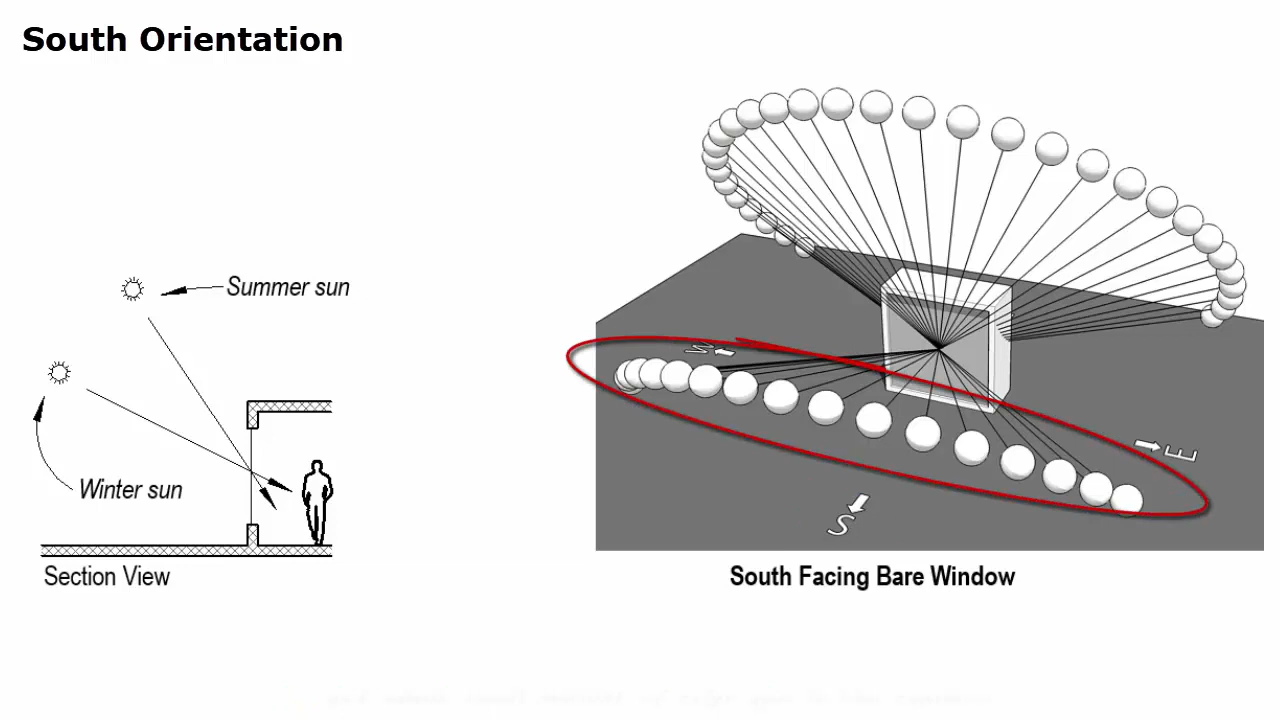 South Orientation
Summer sun
Winter sun
Section View
W
E
S
South Facing Bare Window